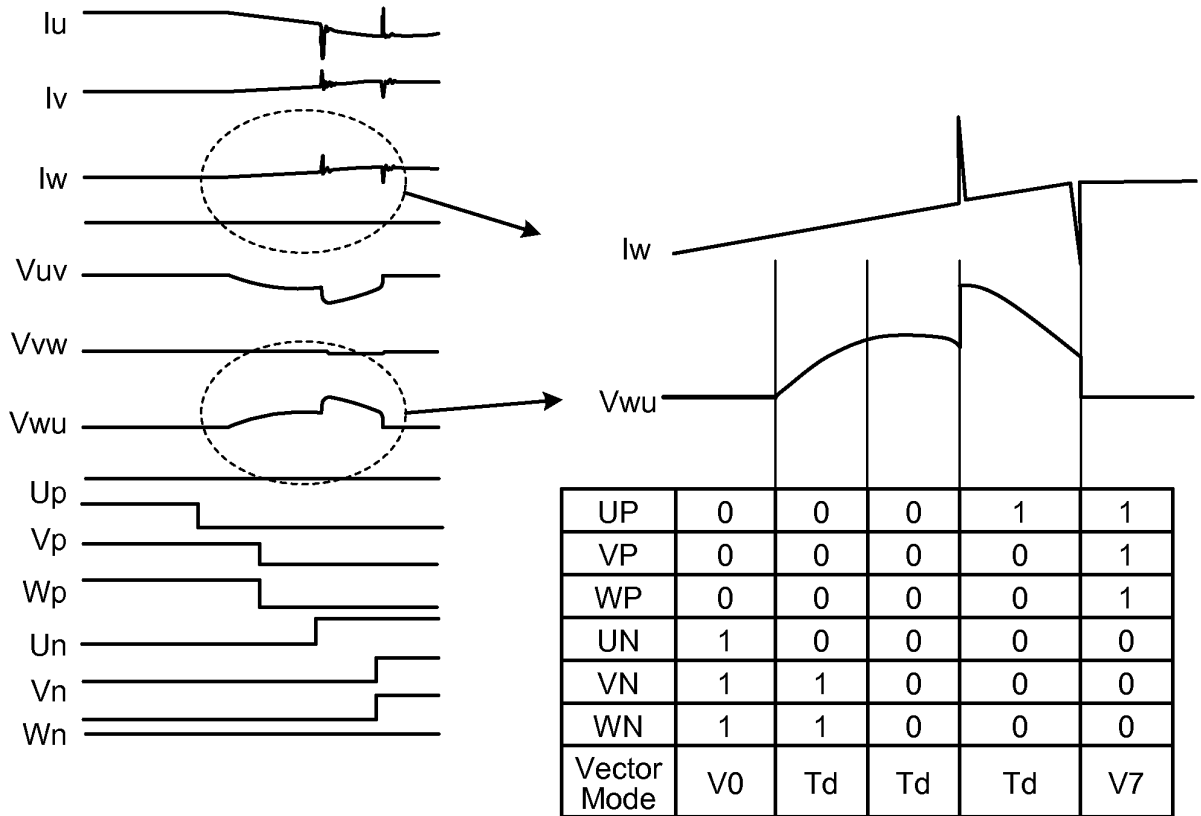 Iu
Iv
Iw
Vuv
Vvw
Vwu
Up
Vp
Wp
Un
Vn
Wn
Iw
Vwu
UP 0 0 0 1 1
VP 0 0 0 0 1
WP 0 0 0 0 1
UN 1 0 0 0 0
VN 1 1 0 0 0
WN 1 1 0 0 0
Vector
Mode V0 Td Td Td V7